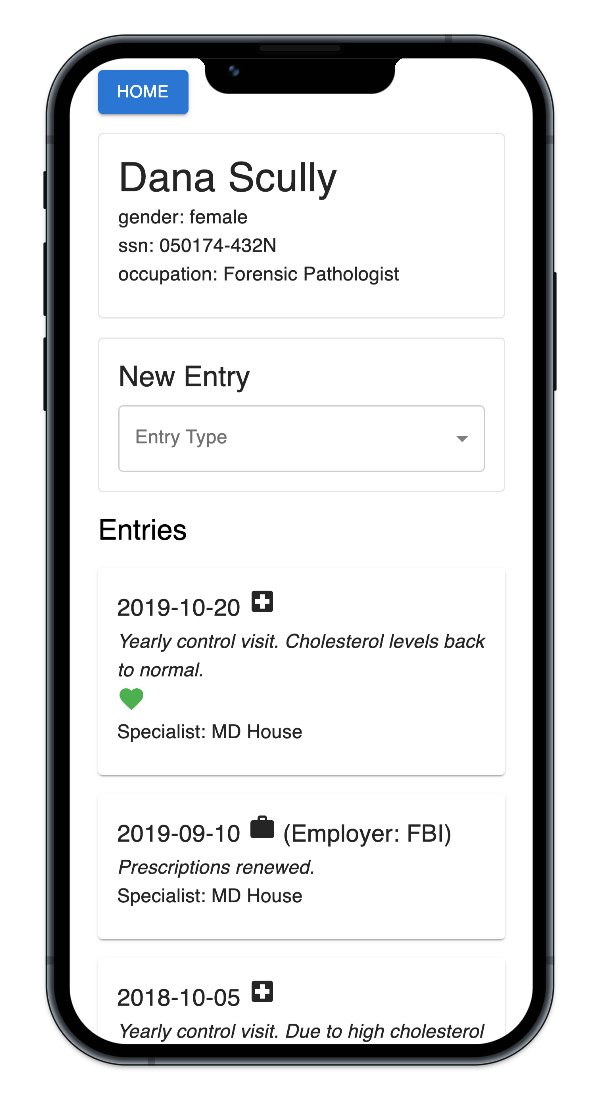 HOME
Dana Scully
gender: female
ssn: 050174-432N
occupation: Forensic Pathologist
New Entry
Entry Type
Entries
2019-10-20
Yearly control visit. Cholesterol levels back
to normal.
Specialist: MD House
2019-09-10 (Employer: FBI)
Prescriptions renewed.
Specialist: MD House
2018-10-05
Yearly control visit. Due to high cholesterol